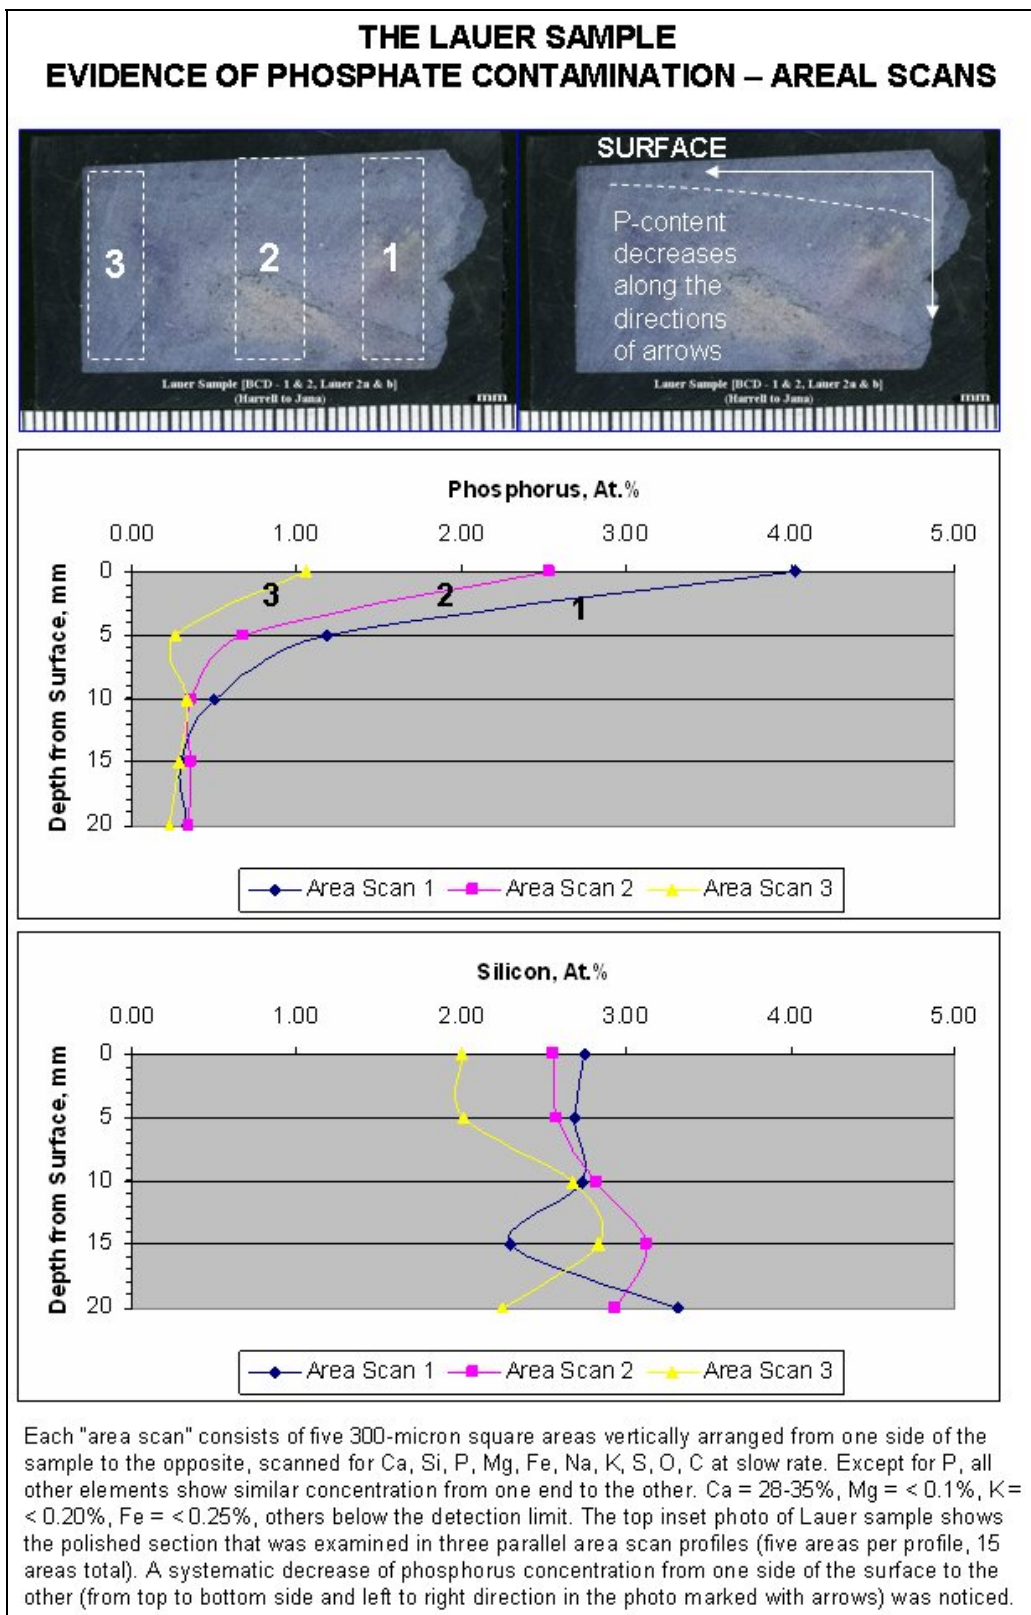 THE LAUER SAMPLE
EVIDENCE OF PHOSPHATE CONTAMINATION – AREAL SCANS
3
2
1
Lauer Sample [BCD - 1 & 2, Lauer 2a & b]
(Harrell to Jana)
mm
SURFACE
P-content
decreases
along the
directions
of arrows
Lauer Sample [BCD - 1 & 2, Lauer 2a & b]
(Harrell to Jana)
mm
Phosphorus, At.%
0.00 1.00 2.00 3.00 4.00 5.00
Depth from Surface, mm
0
5
10
15
20
3
2
1
Area Scan 1 Area Scan 2 Area Scan 3
Silicon, At.%
0.00 1.00 2.00 3.00 4.00 5.00
Depth from Surface, mm
0
5
10
15
20
Area Scan 1 Area Scan 2 Area Scan 3
Each "area scan" consists of five 300-micron square areas vertically arranged from one side of the
sample to the opposite, scanned for Ca, Si, P, Mg, Fe, Na, K, S, O, C at slow rate. Except for P, all
other elements show similar concentration from one end to the other. Ca = 28-35%, Mg = < 0.1%, K =
< 0.20%, Fe = < 0.25%, others below the detection limit. The top inset photo of Lauer sample shows
the polished section that was examined in three parallel area scan profiles (five areas per profile, 15
areas total). A systematic decrease of phosphorus concentration from one side of the surface to the
other (from top to bottom side and left to right direction in the photo marked with arrows) was noticed.